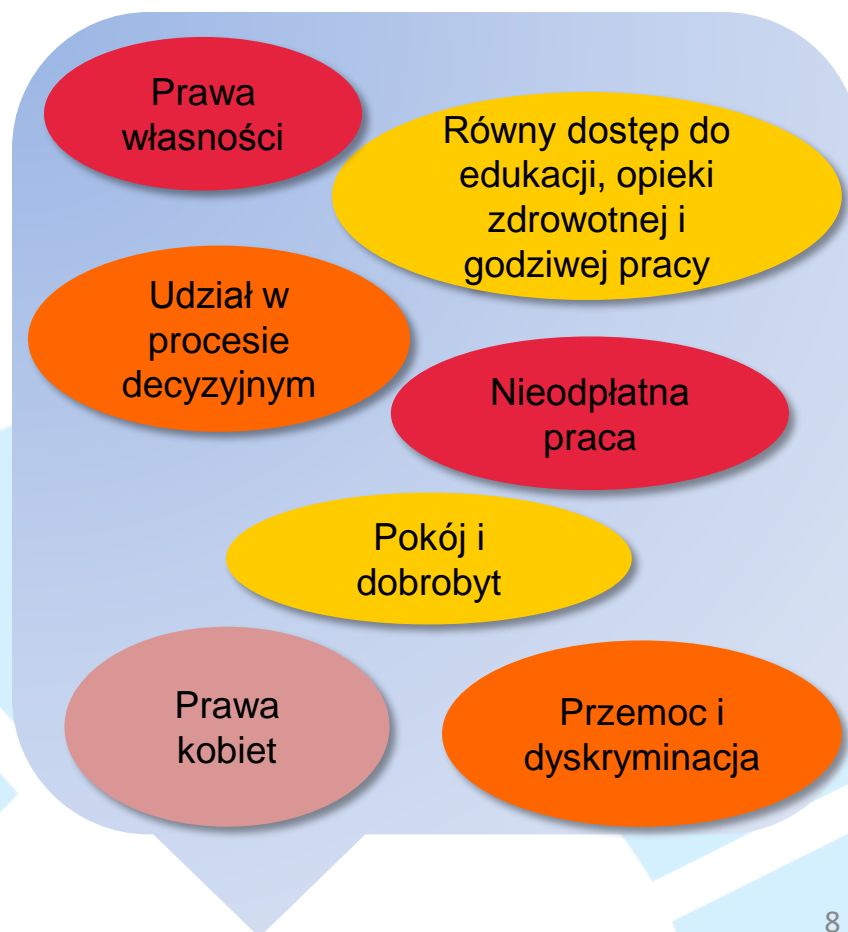 Prawa
własności
Równy dostęp do
edukacji, opieki
zdrowotnej i
godziwej pracy
Udział w
procesie
decyzyjnym
Nieodpłatna
praca
Pokój i
dobrobyt
Prawa
kobiet
Przemoc i
dyskryminacja
8